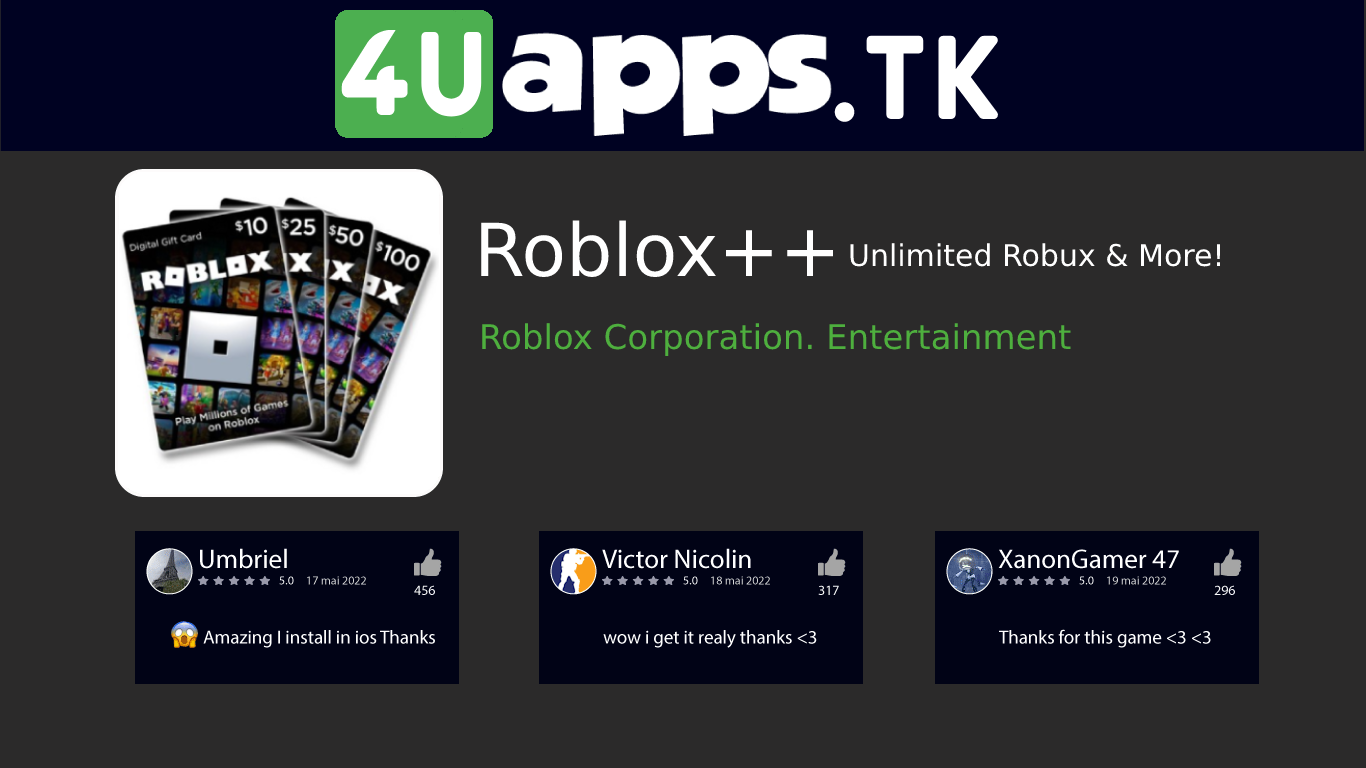 4U apps.TK
Digital Gift Card $10 $25 $50 $100
ROBLOX X X OX
Play Millions of Games
on Roblox
Roblox++ Unlimited Robux & More!
Roblox Corporation. Entertainment
Umbriel
5.0 17 mai 2022
456
😱 Amazing I install in ios Thanks
Victor Nicolin
5.0 18 mai 2022
317
wow i get it realy thanks <3
XanonGamer 47
5.0 19 mai 2022
296
Thanks for this game <3 <3